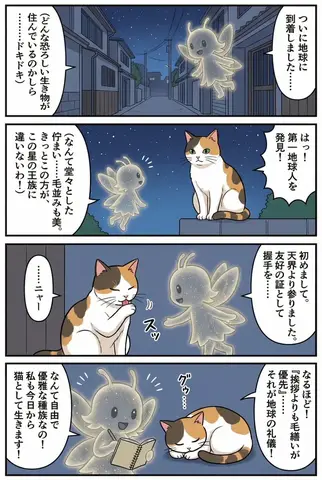 ついに地球に
到着しました……
(どんな恐ろしい生き物が
住んでいるのかしら
………ドキドキ)
はっ!
第一地球人を
発見!
(なんて堂々とした
佇まい……毛並みも美。
きっとこの方が、
この星の王族に
違いないわ!)
初めまして。
天界より参りました。
友好の証として
握手を……
スッ
……ニャー
なるほど!
『挨拶よりも毛繕いが
優先』……
それが地球の礼儀!
グゥ…
なんて自由で
優雅な種族なの!
私も今日から
猫として生きます!